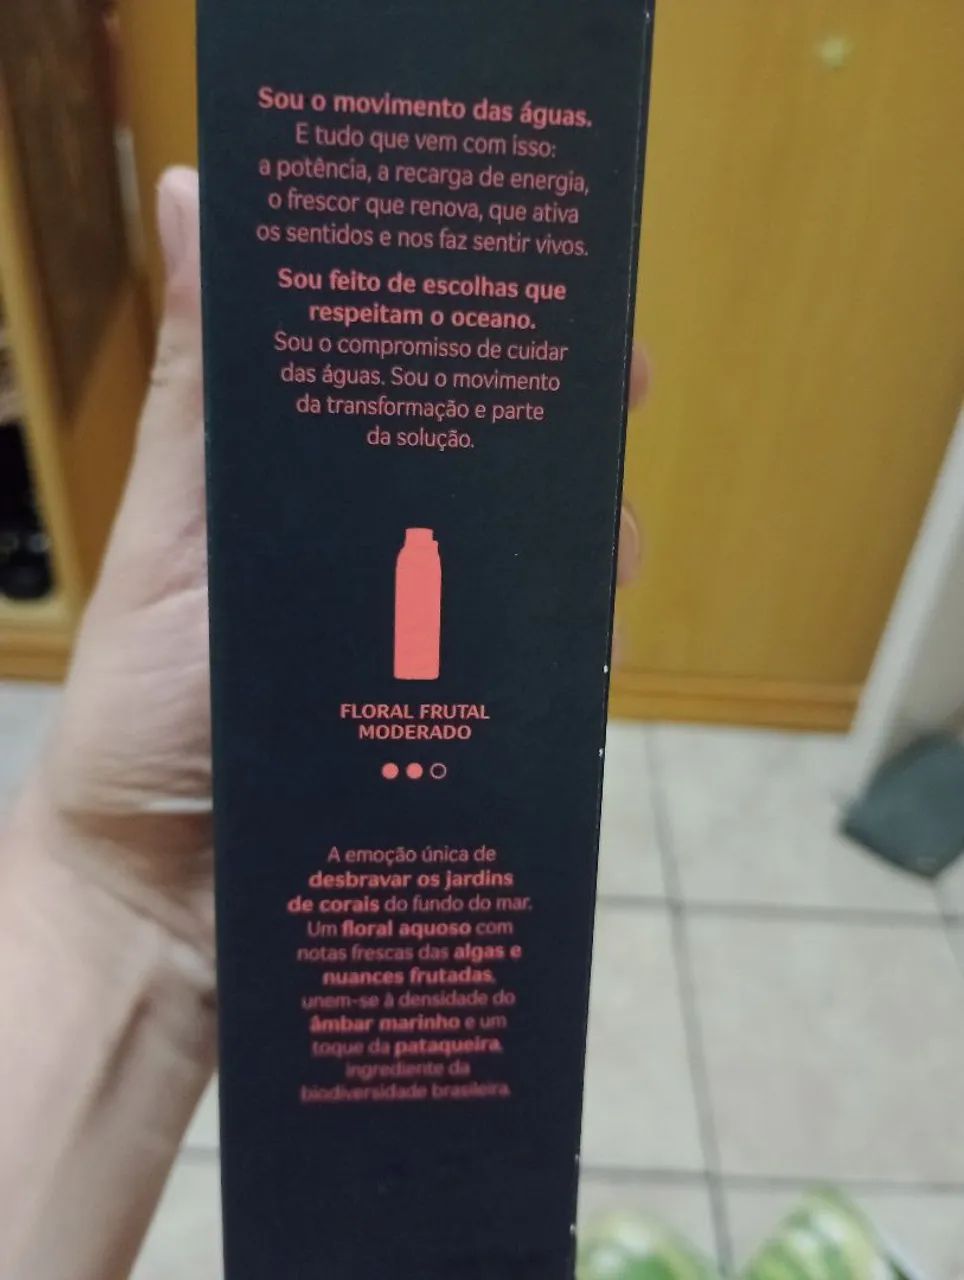 Sou o movimento das águas.
E tudo que vem com isso:
a potência, a recarga de energia,
o frescor que renova, que ativa
os sentidos e nos faz sentir vivos.
Sou feito de escolhas que
respeitam o oceano.
Sou o compromisso de cuidar
das águas. Sou o movimento
da transformação e parte
da solução.
FLORAL FRUTAL
MODERADO
A emoção única de
desbravar os jardins
de corais do fundo do mar.
Um floral aquoso com
notas frescas das algas e
nuances frutadas,
unem-se à densidade do
âmbar marinho e um
toque da pataqueira,
ingrediente da
biodiversidade brasileira.